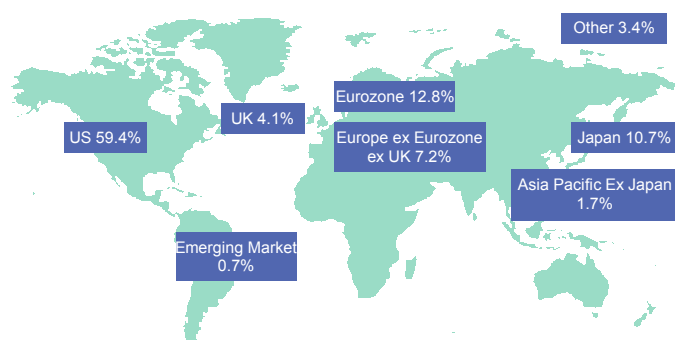 Other 3.4%
Eurozone 12.8%
UK 4.1%
US 59.4%
Europe ex Eurozone
ex UK 7.2%
Japan 10.7%
Asia Pacific Ex Japan
1.7%
Emerging Market
0.7%